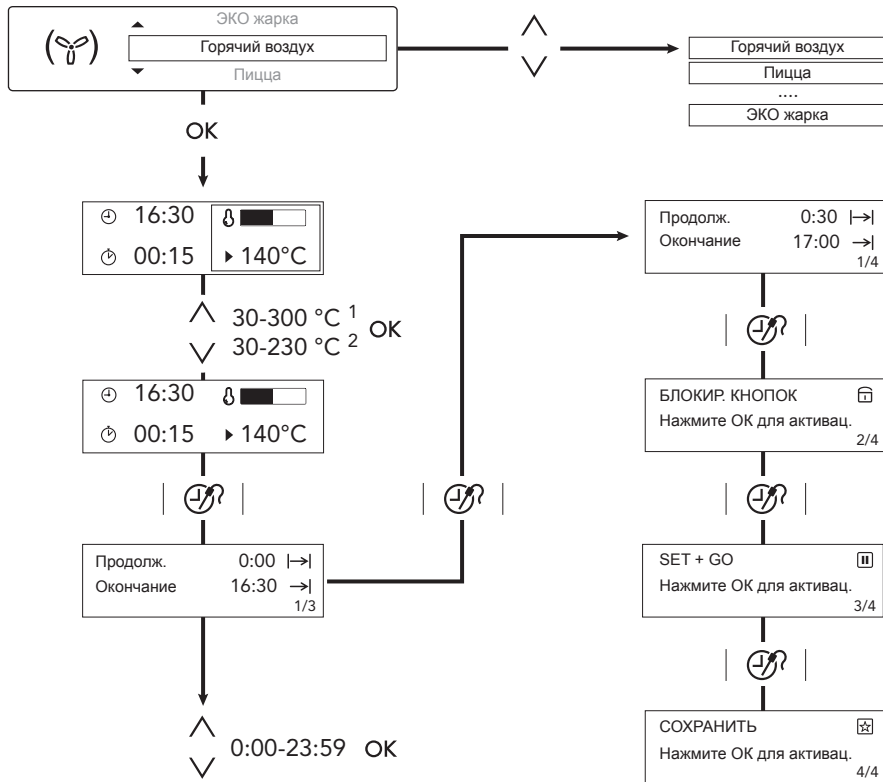 ЭКО жарка
Горячий воздух
Пицца
OK
16:30
00:15 140°C
30-300 °C 1
30-230 °C 2
OK
16:30
00:15 140°C
Продолж. 0:00
Окончание 16:30
1/3
0:00-23:59 OK
Горячий воздух
Пицца
....
ЭКО жарка
Продолж. 0:30
Окончание 17:00
1/4
БЛОКИР. КНОПОК
Нажмите ОК для активац.
2/4
SET + GO
Нажмите ОК для активац.
3/4
СОХРАНИТЬ
Нажмите ОК для активац.
4/4